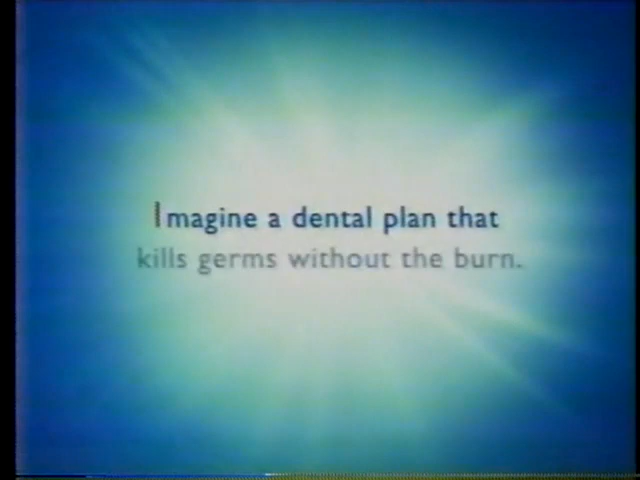 Imagine a dental plan that
kills germs without the burn.